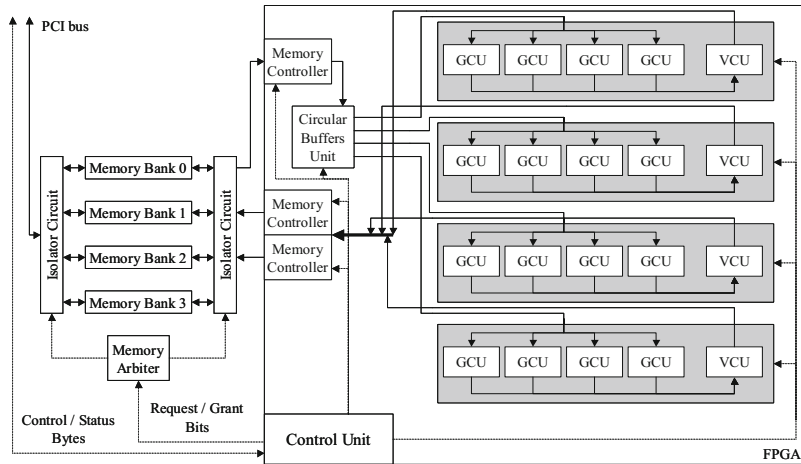 PCI bus
Memory
Controller
Circular
Buffers
Unit
GCU
GCU
GCU
GCU
VCU
GCU
GCU
GCU
GCU
VCU
GCU
GCU
GCU
GCU
VCU
GCU
GCU
GCU
GCU
VCU
Isolator Circuit
Memory Bank 0
Memory Bank 1
Memory Bank 2
Memory Bank 3
Isolator Circuit
Memory
Controller
Memory
Controller
Memory
Arbiter
Control / Status
Bytes
Request / Grant
Bits
Control Unit
FPGA